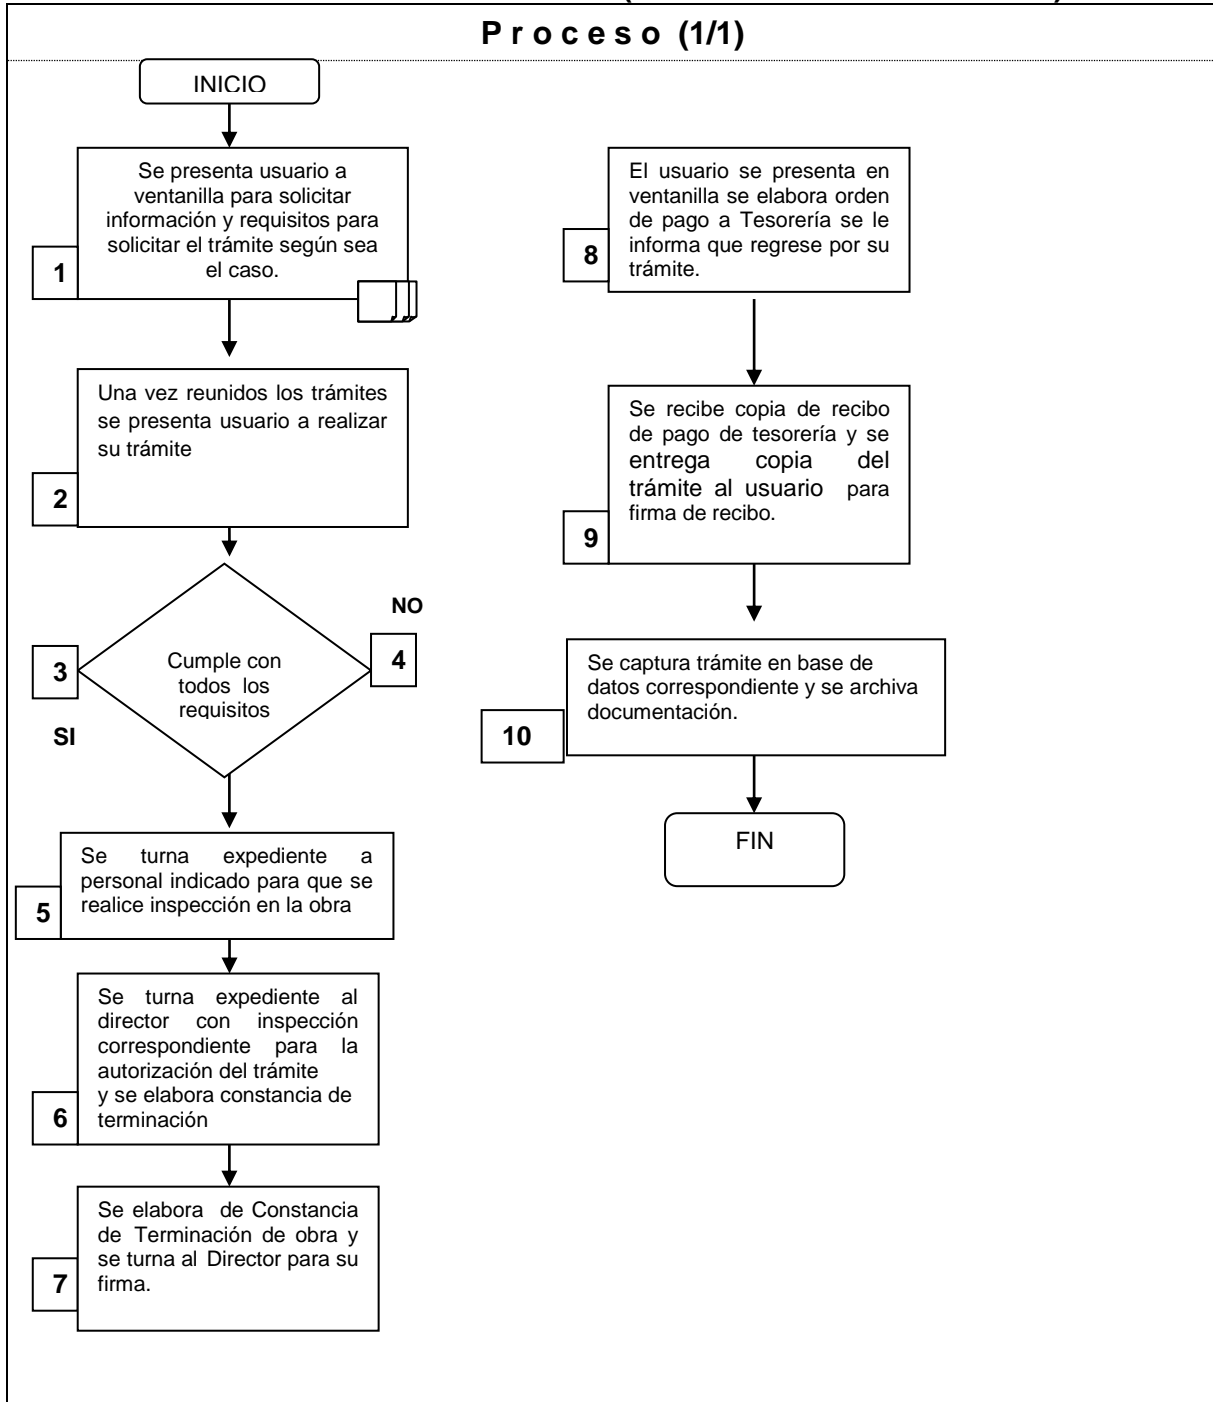 P r o c e s o (1/1)
INICIO
Se presenta usuario a
ventanilla para solicitar
información y requisitos para
solicitar el trámite según sea
el caso.
1
Una vez reunidos los trámites
se presenta usuario a realizar
su trámite
2
NO
3
4
Cumple con
todos los
requisitos
SI
Se turna expediente a
personal indicado para que se
realice inspección en la obra
5
Se turna expediente al
director con inspección
correspondiente para la
autorización del trámite
y se elabora constancia de
terminación
6
Se elabora de Constancia
de Terminación de obra y
se turna al Director para su
firma.
7
El usuario se presenta en
ventanilla se elabora orden
de pago a Tesorería se le
informa que regrese por su
trámite.
8
Se recibe copia de recibo
de pago de tesorería y se
entrega copia del
trámite al usuario para
firma de recibo.
9
Se captura trámite en base de
datos correspondiente y se archiva
documentación.
10
FIN